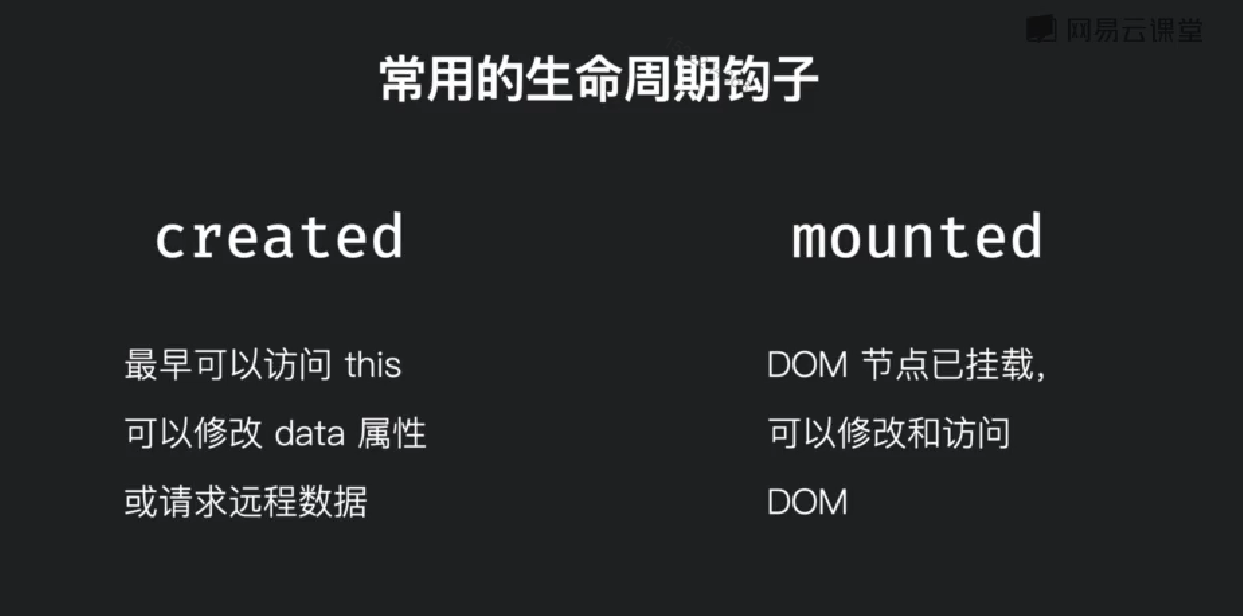 网易云课堂
常用的生命周期钩子
created
最早可以访问 this
可以修改 data 属性
或请求远程数据
mounted
DOM 节点已挂载,
可以修改和访问
DOM